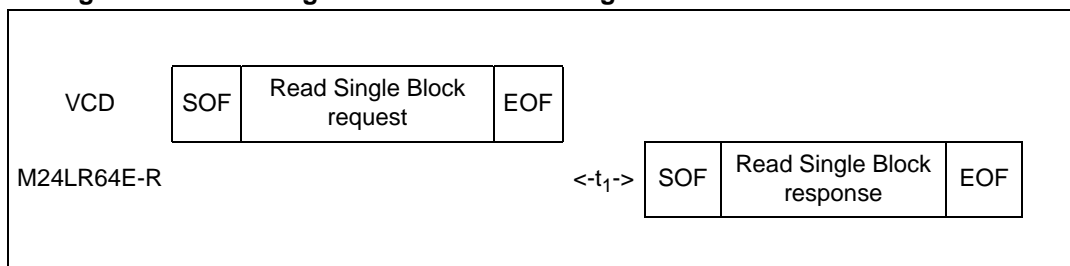 VCD SOF Read Single Block request EOF
M24LR64E-R <-t1-> SOF Read Single Block response EOF